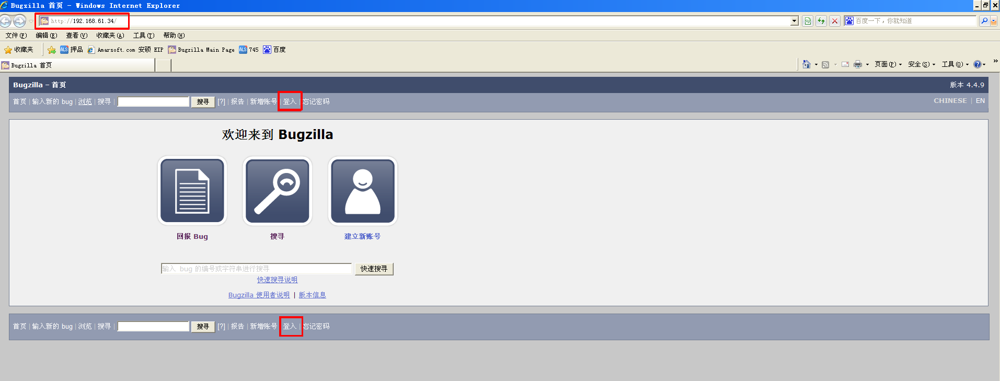 Bugzilla 首页 - Windows Internet Explorer
http://192.168.61.34/
百度一下，你就知道
文件(F) 编辑(E) 查看(V) 收藏夹(A) 工具(T) 帮助(H)
收藏夹 ALS 押品 Amarsoft.com 安硕 EIP Bugzilla Main Page ALS 745 百度
Bugzilla 首页
页面(P) 安全(S) 工具(O) »
Bugzilla – 首页 版本 4.4.9
首页 | 输入新的 bug | 浏览 | 搜寻 | 搜寻 [?] | 报告 | 新增账号 | 登入 | 忘记密码 CHINESE | EN
欢迎来到 Bugzilla
回报 Bug 搜寻 建立新账号
输入 bug 的编号或字符串进行搜寻 快速搜寻
快速搜寻说明
Bugzilla 使用者说明 | 版本信息
首页 | 输入新的 bug | 浏览 | 搜寻 | 搜寻 [?] | 报告 | 新增账号 | 登入 | 忘记密码